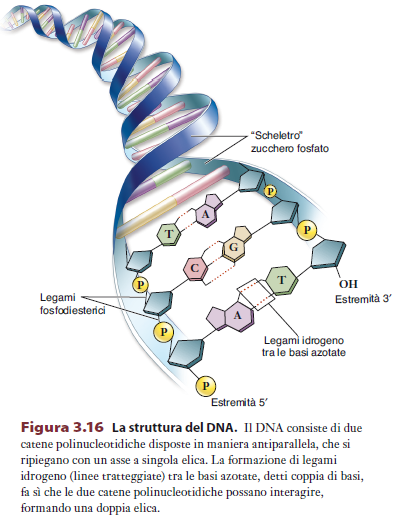 "Scheletro"
zucchero fosfato
P
A
T
P
G
P
C
T
P
OH
Estremità 3'
Legami
fosfodiesterici
A
P
Legami idrogeno
tra le basi azotate
P
Estremità 5'
Figura 3.16 La struttura del DNA. Il DNA consiste di due
catene polinucleotidiche disposte in maniera antiparallela, che si
ripiegano con un asse a singola elica. La formazione di legami
idrogeno (linee tratteggiate) tra le basi azotate, detti coppia di basi,
fa sì che le due catene polinucleotidiche possano interagire,
formando una doppia elica.